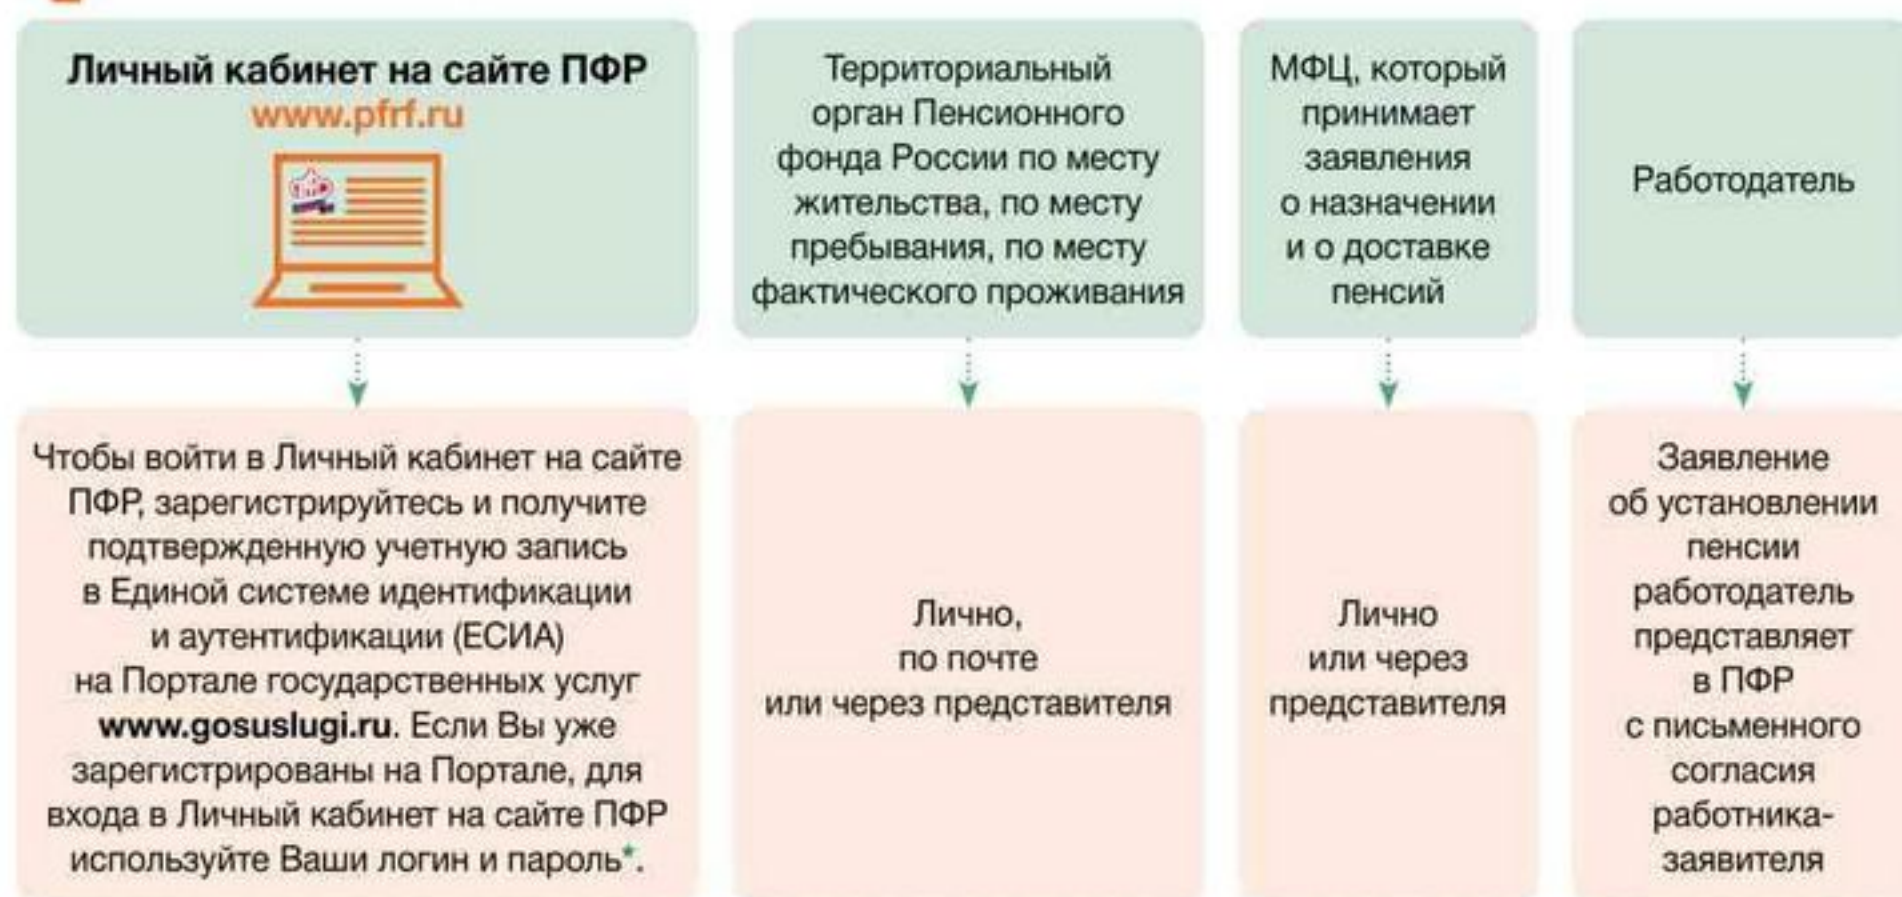 Личный кабинет на сайте ПФР
www.pfrf.ru
Территориальный
орган Пенсионного
фонда России по месту
жительства, по месту
пребывания, по месту
фактического проживания
МФЦ, который
принимает
заявления
о назначении
и о доставке
пенсий
Работодатель
Чтобы войти в Личный кабинет на сайте
ПФР, зарегистрируйтесь и получите
подтвержденную учетную запись
в Единой системе идентификации
и аутентификации (ЕСИА)
на Портале государственных услуг
www.gosuslugi.ru. Если Вы уже
зарегистрированы на Портале, для
входа в Личный кабинет на сайте ПФР
используйте Ваши логин и пароль*.
Лично,
по почте
или через представителя
Лично
или через
представителя
Заявление
об установлении
пенсии
работодатель
представляет
в ПФР
с письменного
согласия
работника-
заявителя